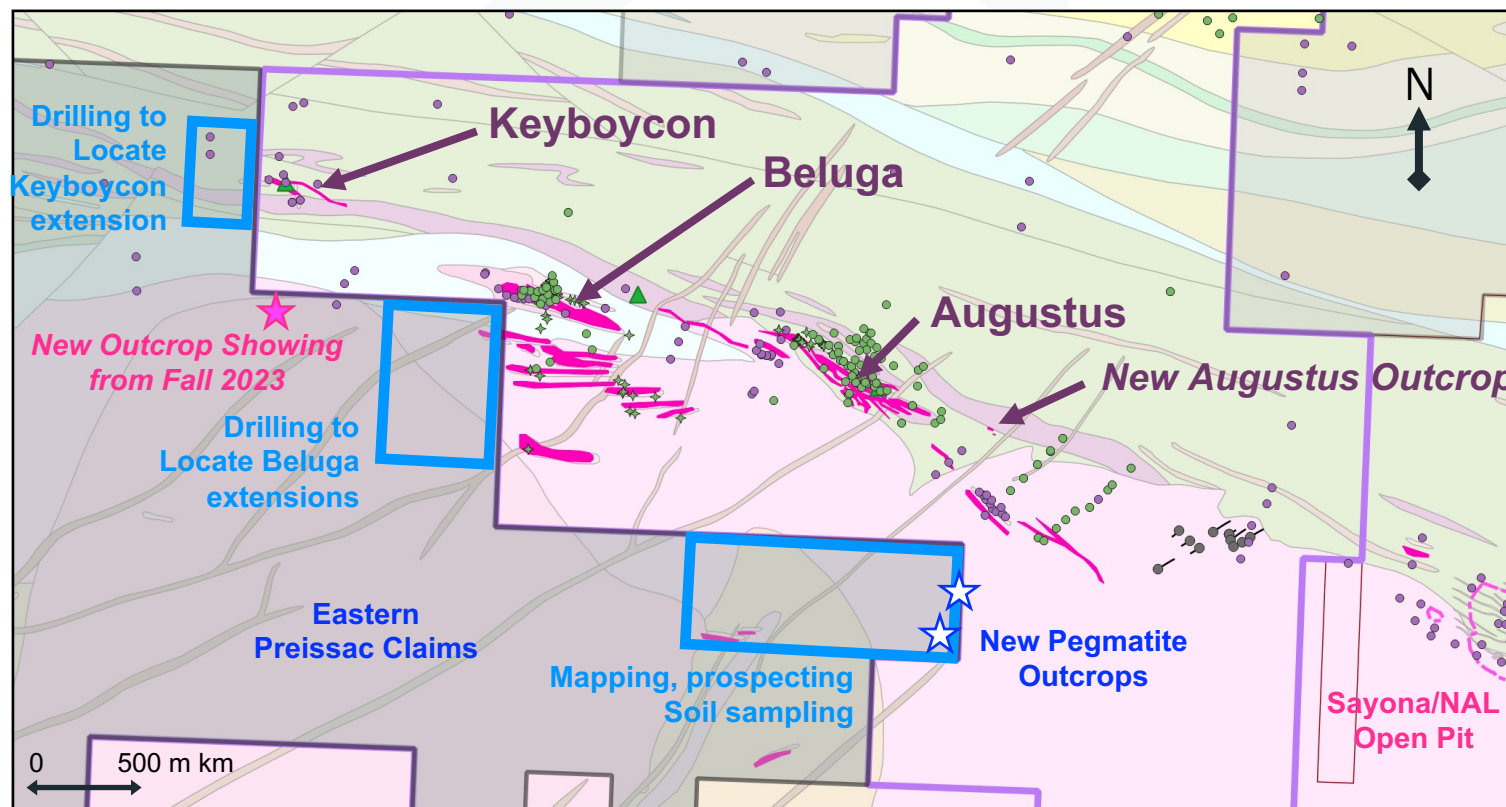 N
Keyboycon
Drilling to
Locate
Keyboycon
extension
Beluga
Augustus
New Outcrop Showing
from Fall 2023
New Augustus Outcrop
Drilling to
Locate Beluga
extensions
Eastern
Preissac Claims
New Pegmatite
Outcrops
Mapping, prospecting
Soil sampling
Sayona/NAL
Open Pit
0 500 m km